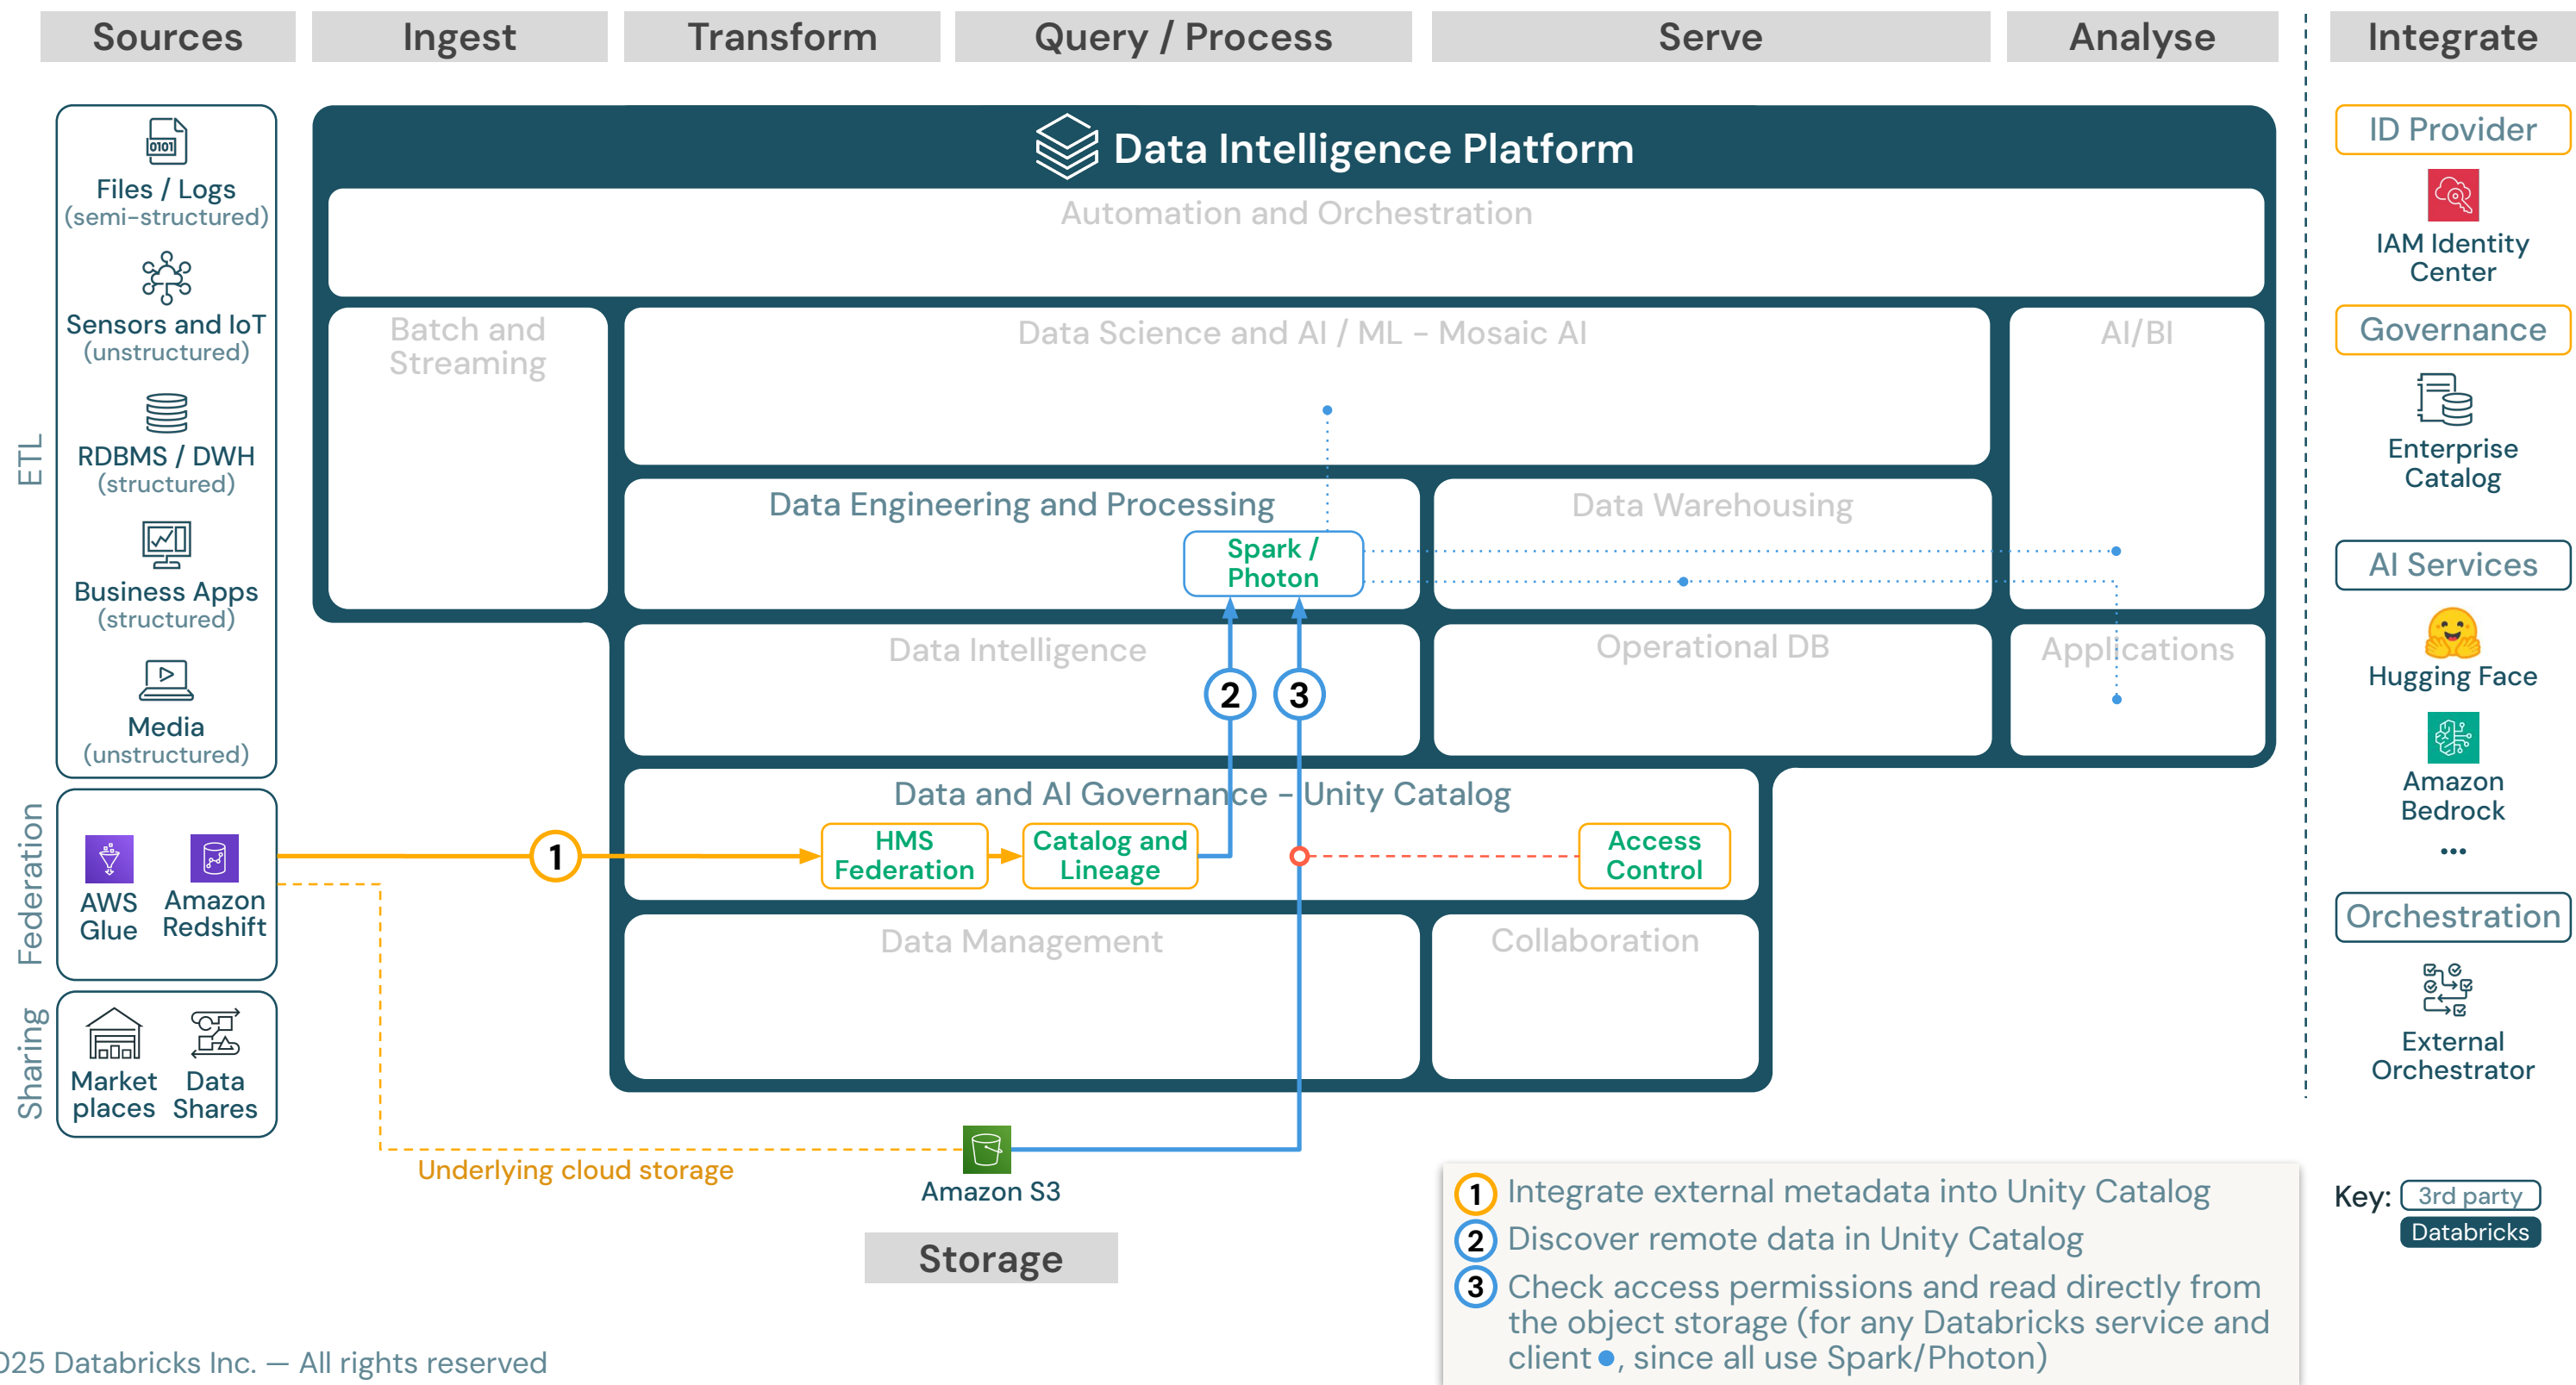 Sources
Ingest
Transform
Query / Process
Serve
Analyse
Integrate
ETL
Files / Logs
(semi-structured)
Sensors and IoT
(unstructured)
RDBMS / DWH
(structured)
Business Apps
(structured)
Media
(unstructured)
Federation
AWS
Glue
Amazon
Redshift
Sharing
Market
places
Data
Shares
Data Intelligence Platform
Automation and Orchestration
Batch and
Streaming
Data Science and AI / ML - Mosaic AI
AI/BI
Data Engineering and Processing
Spark /
Photon
Data Warehousing
Data Intelligence
Operational DB
Applications
2
3
Data and AI Governance - Unity Catalog
1
HMS
Federation
Catalog and
Lineage
Access
Control
Data Management
Collaboration
Underlying cloud storage
0101
Amazon S3
Storage
ID Provider
IAM Identity
Center
Governance
Enterprise
Catalog
AI Services
Hugging Face
Amazon
Bedrock
...
Orchestration
External
Orchestrator
1 Integrate external metadata into Unity Catalog
2 Discover remote data in Unity Catalog
3 Check access permissions and read directly from
the object storage (for any Databricks service and
client ●, since all use Spark/Photon)
Key: 3rd party
Databricks
025 Databricks Inc. — All rights reserved